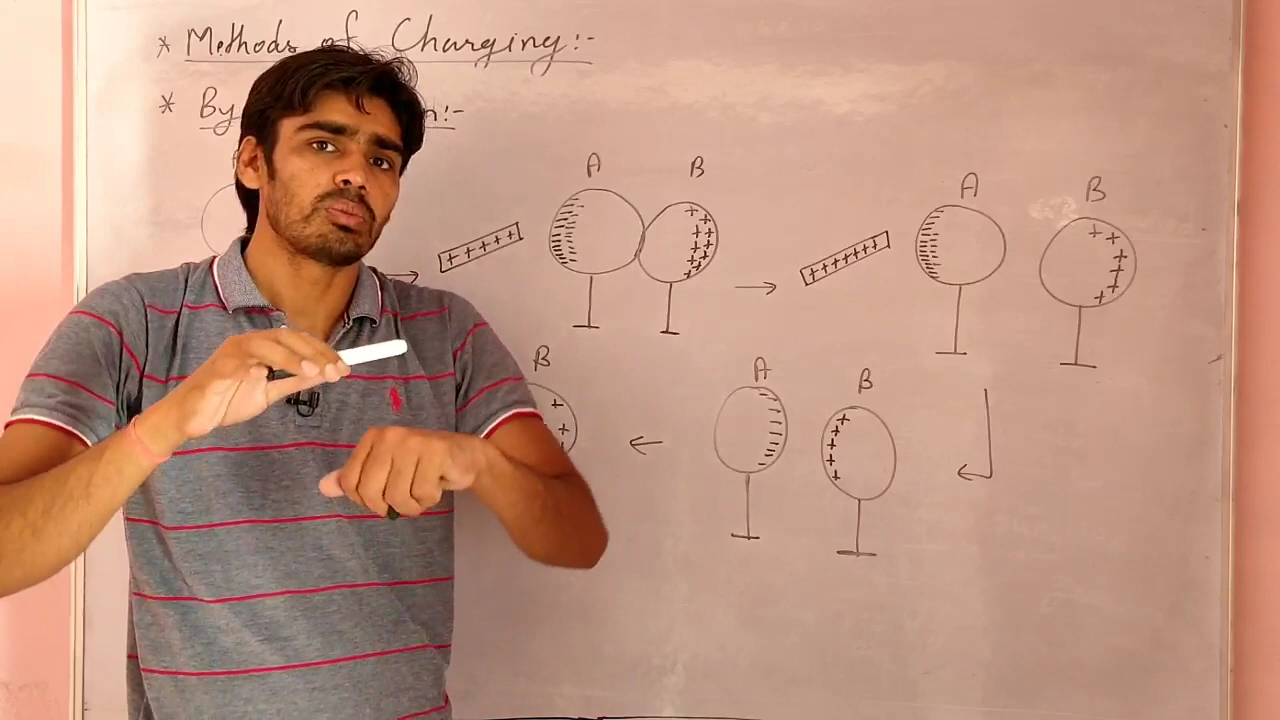 * Methods of Charging:-
* By n:-
A B
+ + + + +
A B
+ + + + + + +
B
A B